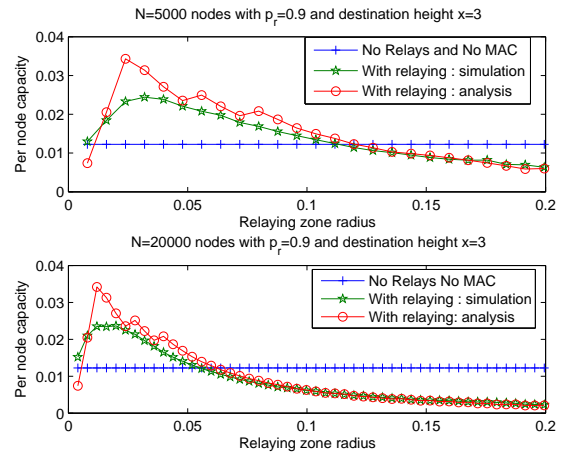 N=5000 nodes with p_r=0.9 and destination height x=3
0.04
0.03
0.02
0.01
0
Per node capacity
No Relays and No MAC
With relaying : simulation
With relaying : analysis
0 0.05 0.1 0.15 0.2
Relaying zone radius
N=20000 nodes with p_r=0.9 and destination height x=3
0.04
0.03
0.02
0.01
0
Per node capacity
No Relays No MAC
With relaying : simulation
With relaying: analysis
0 0.05 0.1 0.15 0.2
Relaying zone radius